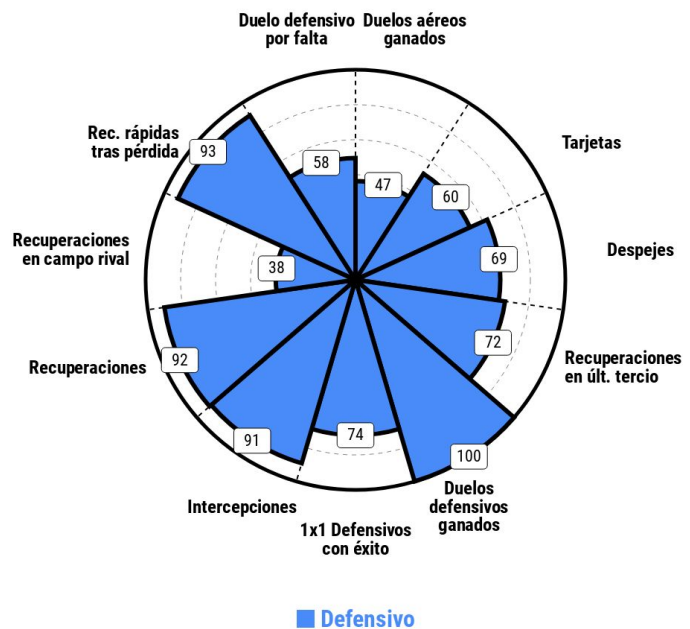 Duelo defensivo
por falta
Duelos aéreos
ganados
Tarjetas
Despejes
Recuperaciones
en últ. tercio
Duelos
defensivos
ganados
1x1 Defensivos
con éxito
Intercepciones
Recuperaciones
Recuperaciones
en campo rival
Rec. rápidas
tras pérdida
58
47
60
69
72
100
74
91
92
38
93
Defensivo